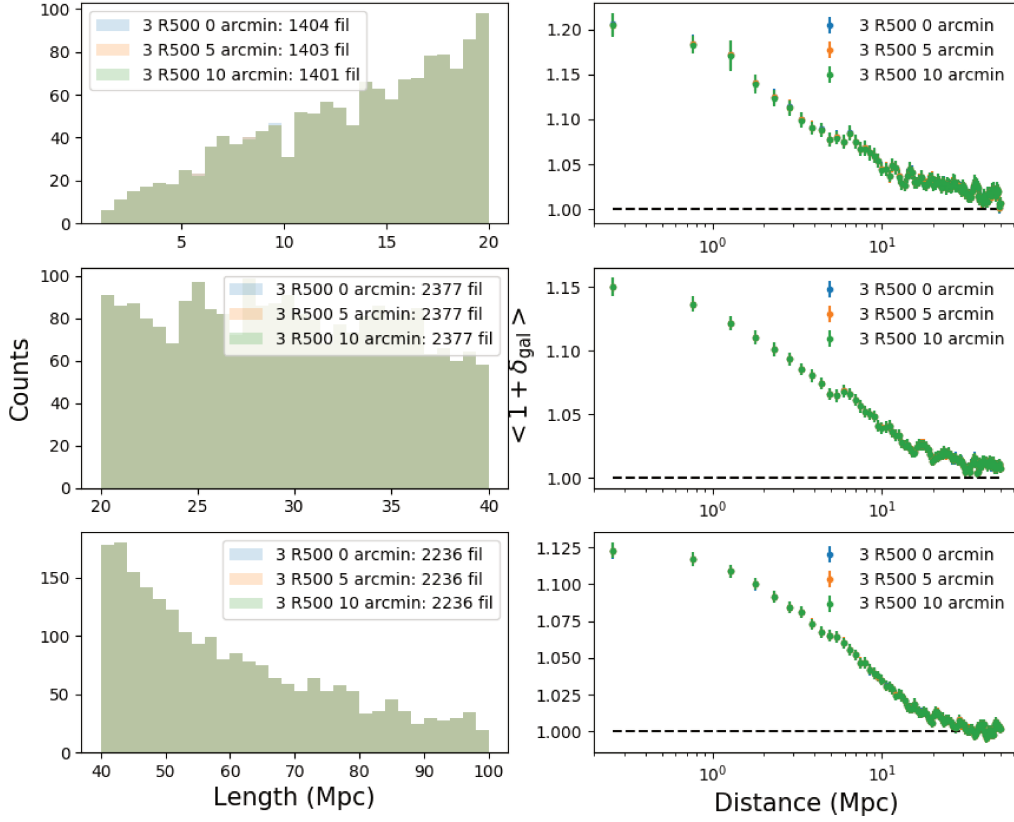 100
80
60
40
20
0
3 R500 0 arcmin: 1404 fil
3 R500 5 arcmin: 1403 fil
3 R500 10 arcmin: 1401 fil
5
10
15
20
1.20
1.15
1.10
1.05
1.00
3 R500 0 arcmin
3 R500 5 arcmin
3 R500 10 arcmin
10⁰
10¹
Counts
100
80
60
40
20
0
3 R500 0 arcmin: 2377 fil
3 R500 5 arcmin: 2377 fil
3 R500 10 arcmin: 2377 fil
20
25
30
35
40
< 1 + δgal >
1.15
1.10
1.05
1.00
3 R500 0 arcmin
3 R500 5 arcmin
3 R500 10 arcmin
10⁰
10¹
150
100
50
0
3 R500 0 arcmin: 2236 fil
3 R500 5 arcmin: 2236 fil
3 R500 10 arcmin: 2236 fil
40
50
60
70
80
90
100
Length (Mpc)
1.125
1.100
1.075
1.050
1.025
1.000
3 R500 0 arcmin
3 R500 5 arcmin
3 R500 10 arcmin
10⁰
10¹
Distance (Mpc)